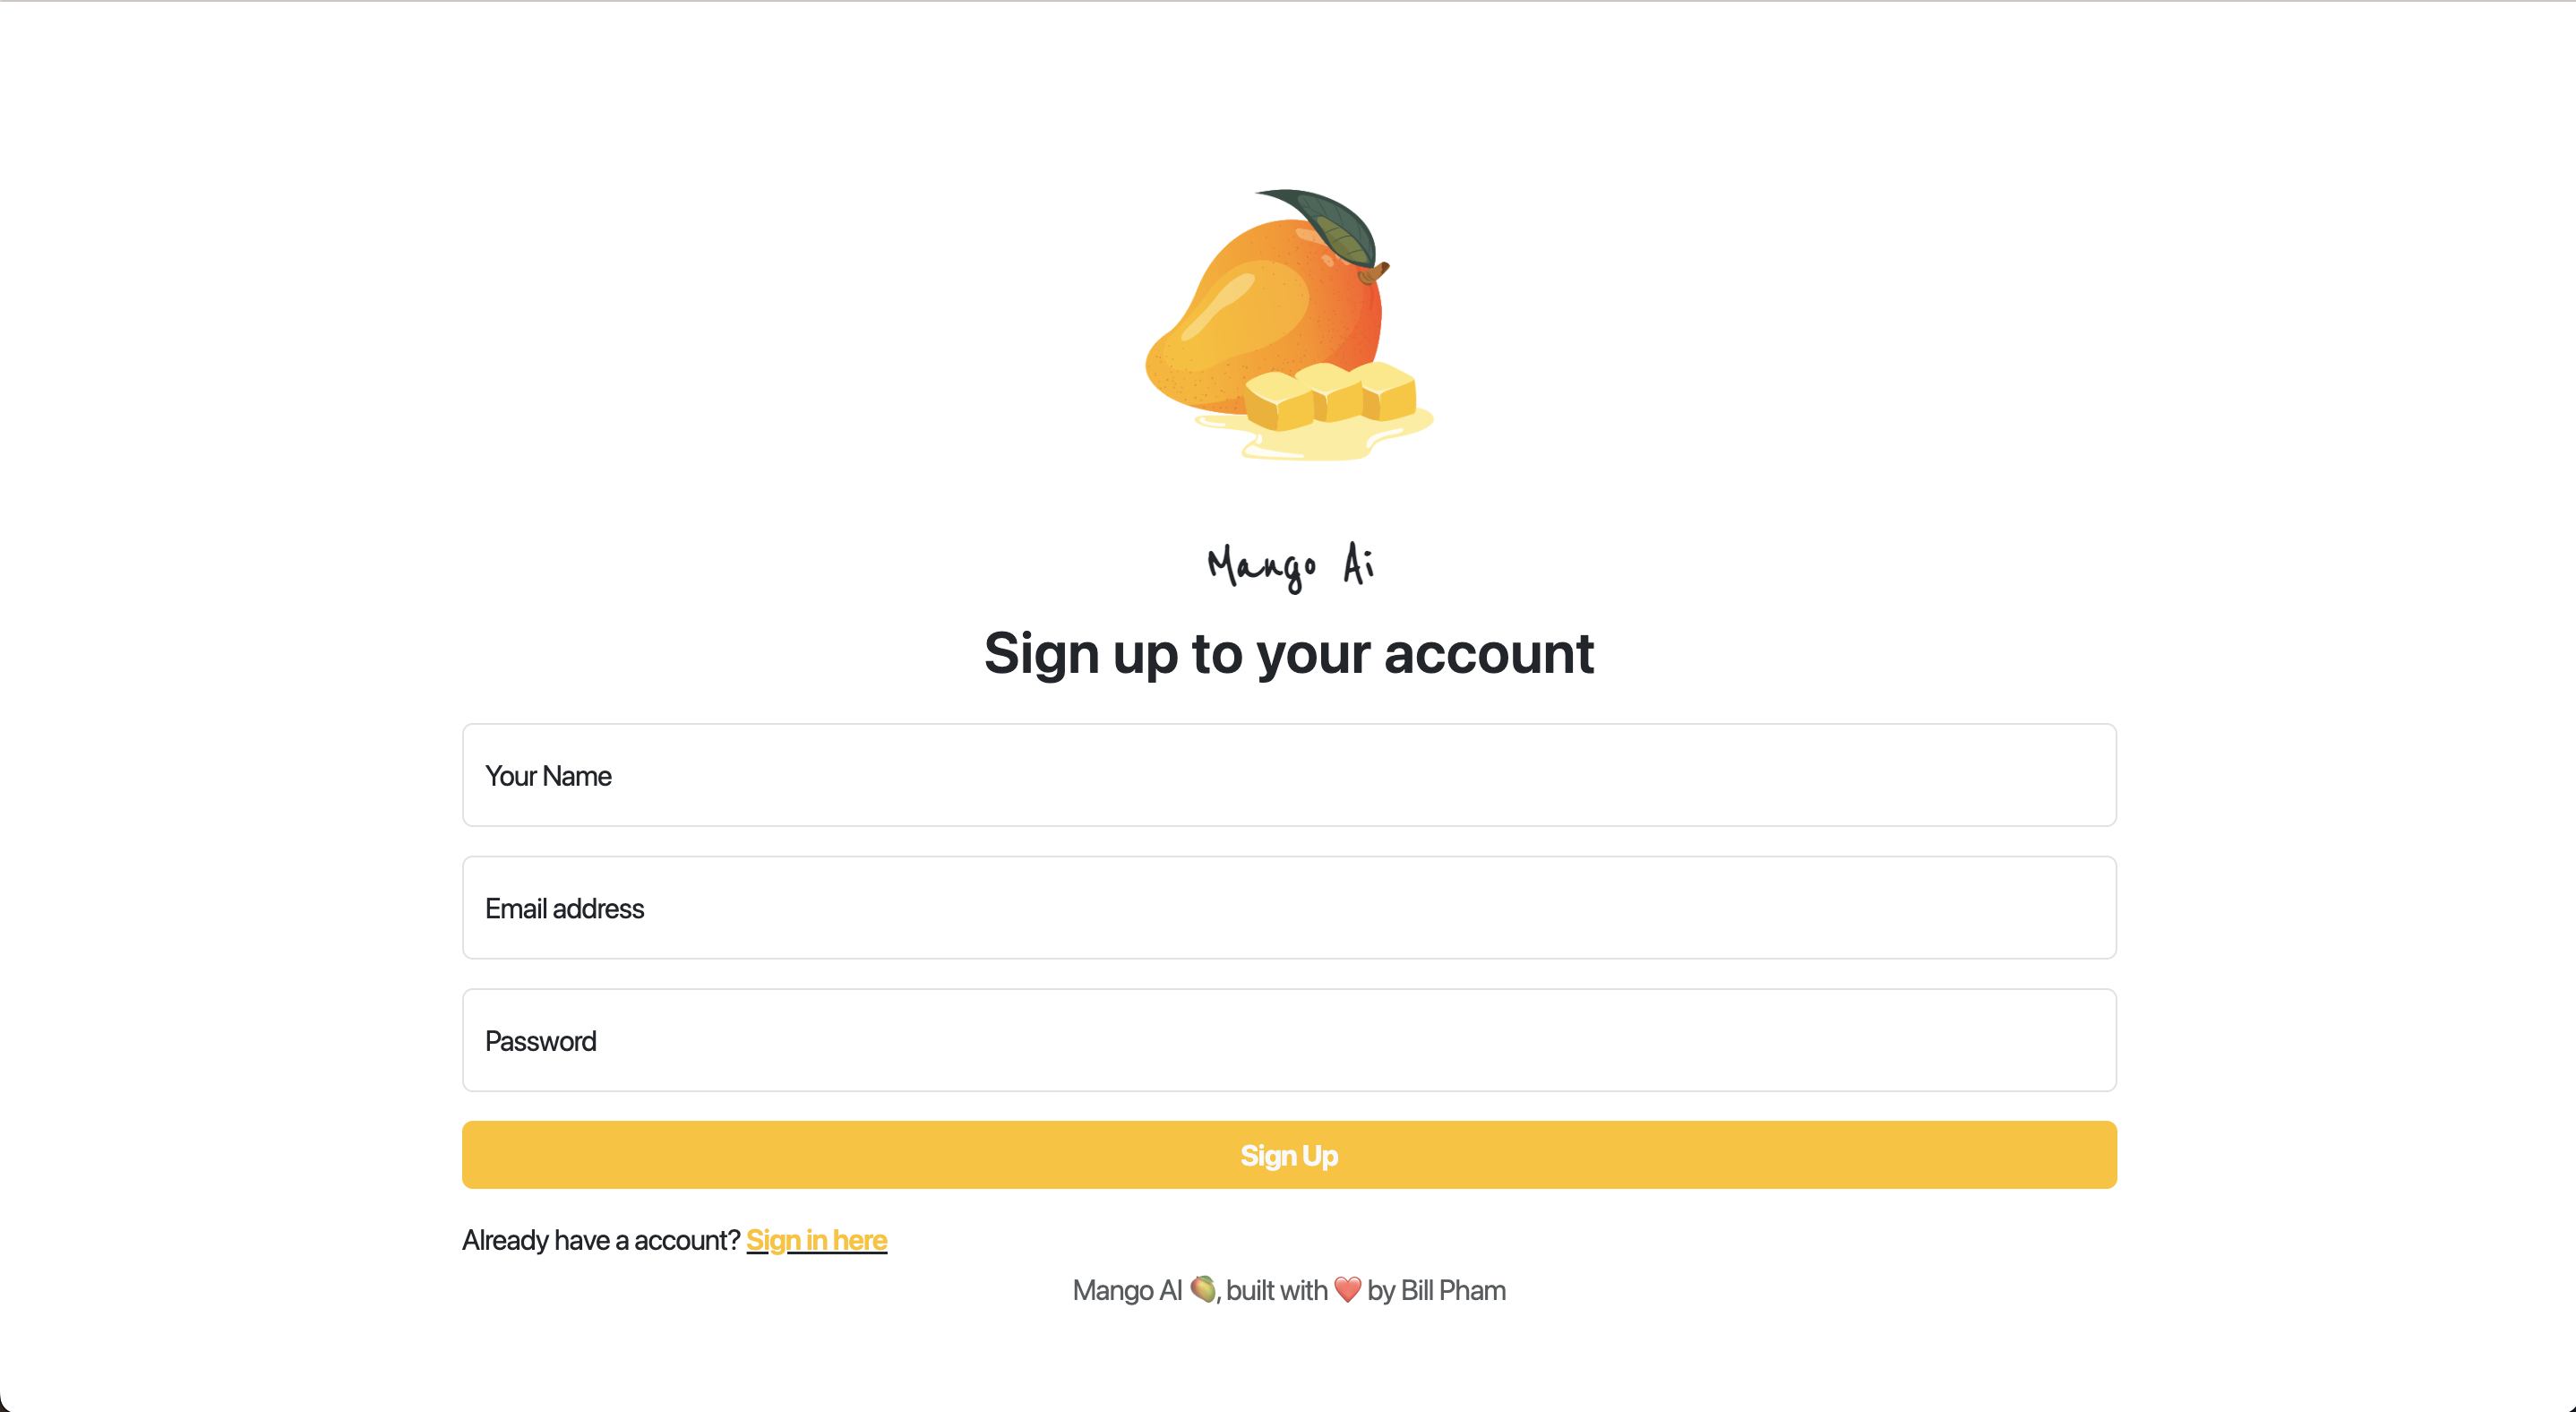 Mango Ai
Sign up to your account
Your Name
Email address
Password
Sign Up
Already have a account? Sign in here
Mango AI 🥭, built with ❤️ by Bill Pham